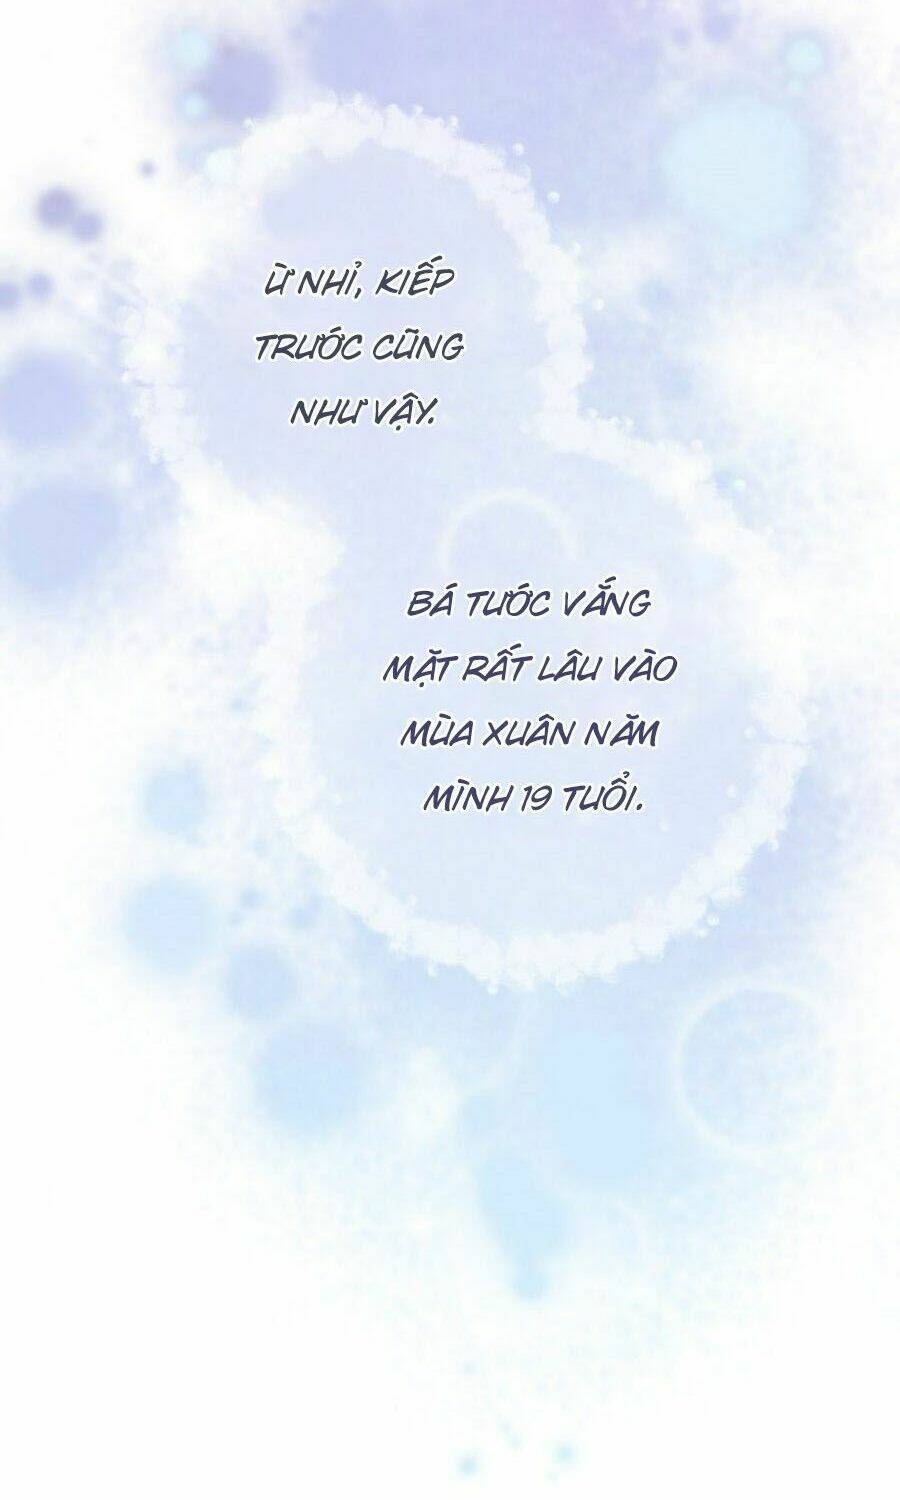 Ừ NHỈ, KIẾP
TRƯỚC CŨNG
NHƯ VẬY.
BÁ TƯỚC VẮNG
MẶT RẤT LÂU VÀO
MÙA XUÂN NĂM
MÌNH 19 TUỔI.